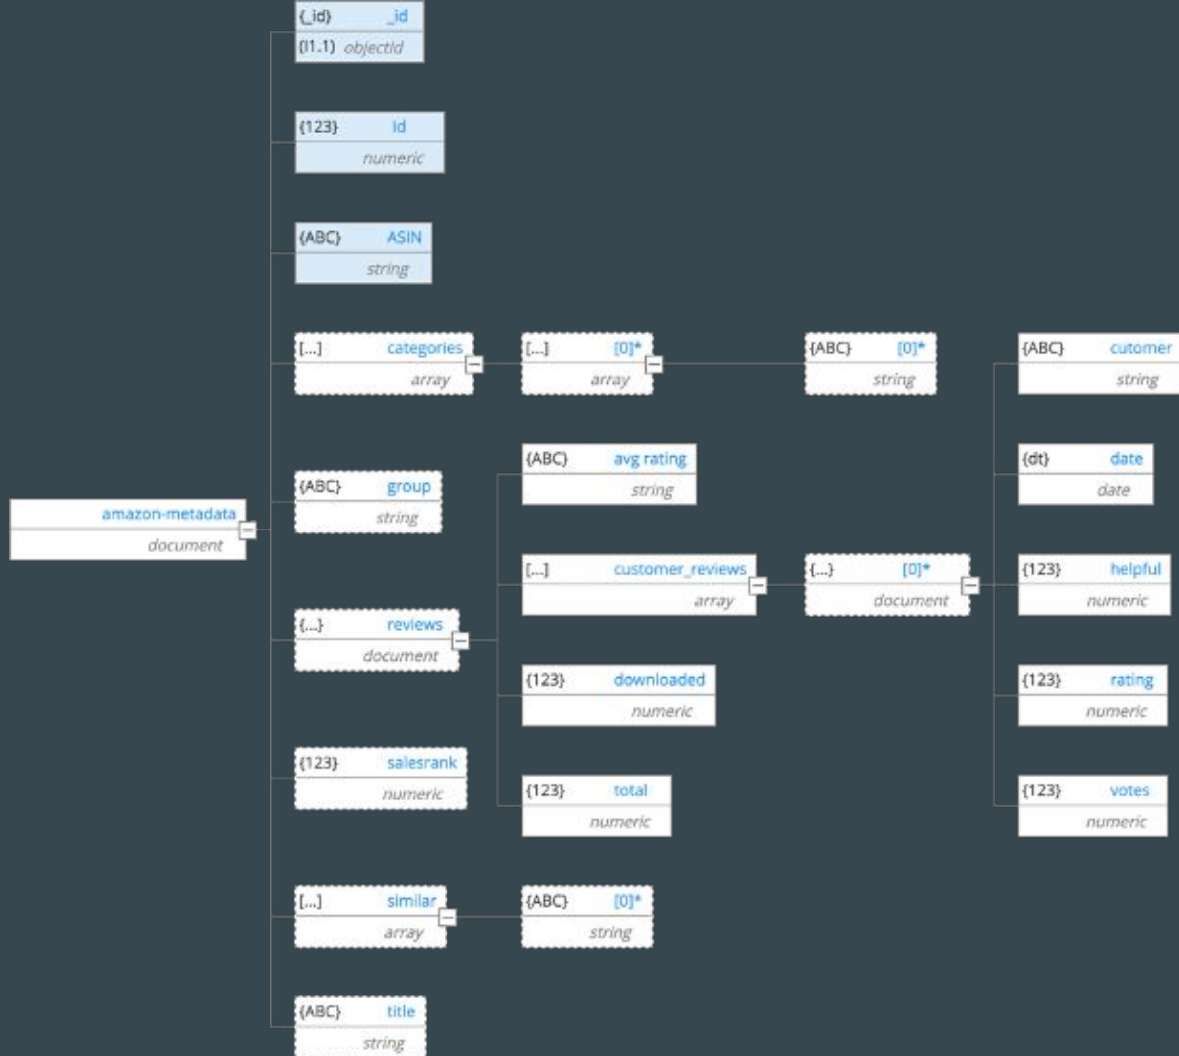 {_id} _id
(I1.1) objectId
{123} Id
numeric
{ABC} ASIN
string
[...] categories
array
[...] [0]*
array
{ABC} [0]*
string
{ABC} cutomer
string
{ABC} avg rating
string
{dt} date
date
{ABC} group
string
amazon-metadata
document
[...] customer_reviews
array
{...} [0]*
document
{123} helpful
numeric
{...} reviews
document
{123} downloaded
numeric
{123} rating
numeric
{123} salesrank
numeric
{123} total
numeric
{123} votes
numeric
[...] similar
array
{ABC} [0]*
string
{ABC} title
string